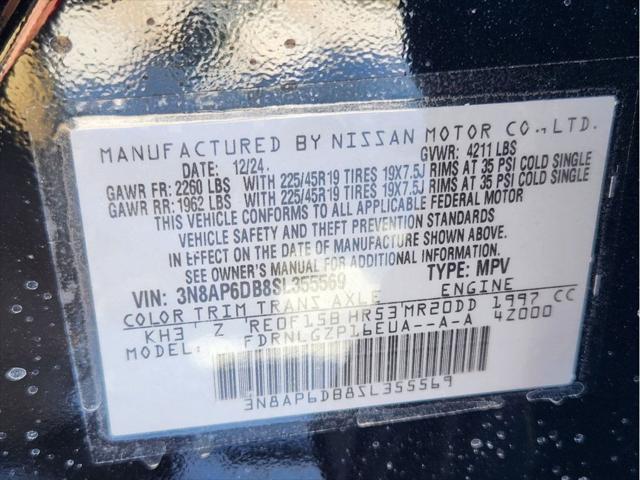 MANUFACTURED BY NISSAN MOTOR CO., LTD.
DATE: 12/24 GVWR: 4211 LBS
GAWR FR: 2260 LBS WITH 225/45R19 TIRES 19X7.5J RIMS AT 35 PSI COLD SINGLE
GAWR RR: 1962 LBS WITH 225/45R19 TIRES 19X7.5J RIMS AT 35 PSI COLD SINGLE
THIS VEHICLE CONFORMS TO ALL APPLICABLE FEDERAL MOTOR
VEHICLE SAFETY AND THEFT PREVENTION STANDARDS
IN EFFECT ON THE DATE OF MANUFACTURE SHOWN ABOVE.
SEE OWNER'S MANUAL FOR ADDITIONAL INFORMATION.
VIN: 3N8AP6DB8SL355569 TYPE: MPV
COLOR TRIM TRANS AXLE ENGINE
KH3 Z RE0F15B HR53 MR20DD 1997 CC
MODEL: FDRNLGZP16EUA--A-A 4Z000
3N8AP6DB8SL355569